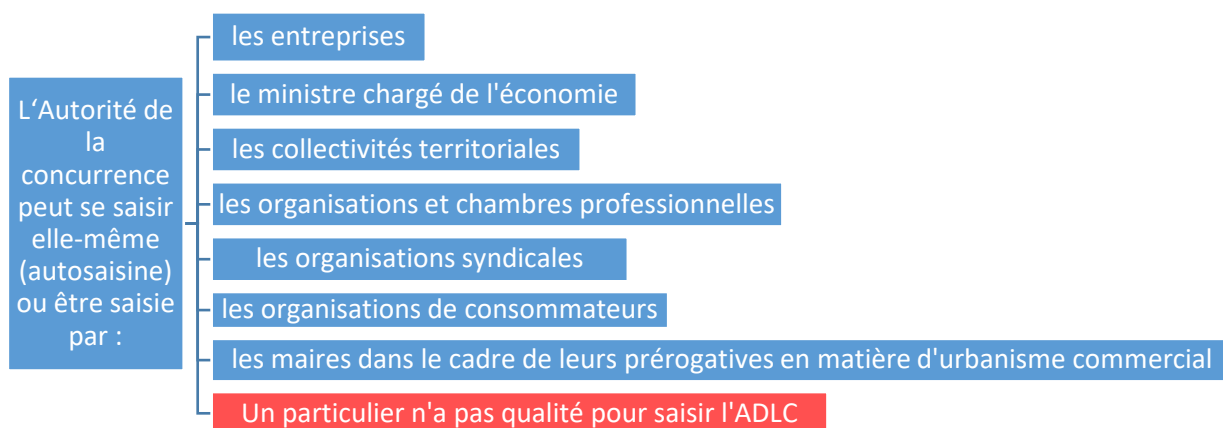 L‘Autorité de
la
concurrence
peut se saisir
elle-même
(autosaisine)
ou être saisie
par :
les entreprises
le ministre chargé de l'économie
les collectivités territoriales
les organisations et chambres professionnelles
les organisations syndicales
les organisations de consommateurs
les maires dans le cadre de leurs prérogatives en matière d'urbanisme commercial
Un particulier n'a pas qualité pour saisir l'ADLC